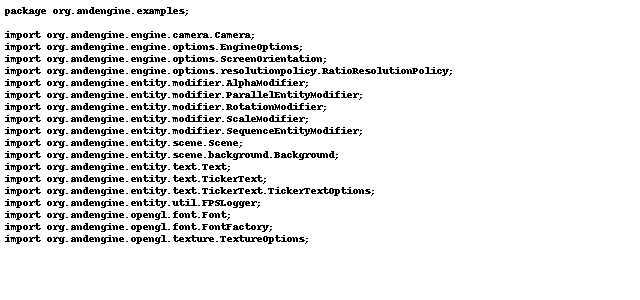 package org.andengine.examples;

import org.andengine.engine.camera.Camera;
import org.andengine.engine.options.EngineOptions;
import org.andengine.engine.options.ScreenOrientation;
import org.andengine.engine.options.resolutionpolicy.RatioResolutionPolicy;
import org.andengine.entity.modifier.AlphaModifier;
import org.andengine.entity.modifier.ParallelEntityModifier;
import org.andengine.entity.modifier.RotationModifier;
import org.andengine.entity.modifier.ScaleModifier;
import org.andengine.entity.modifier.SequenceEntityModifier;
import org.andengine.entity.scene.Scene;
import org.andengine.entity.scene.background.Background;
import org.andengine.entity.text.Text;
import org.andengine.entity.text.TickerText;
import org.andengine.entity.text.TickerText.TickerTextOptions;
import org.andengine.entity.util.FPSLogger;
import org.andengine.opengl.font.Font;
import org.andengine.opengl.font.FontFactory;
import org.andengine.opengl.texture.TextureOptions;